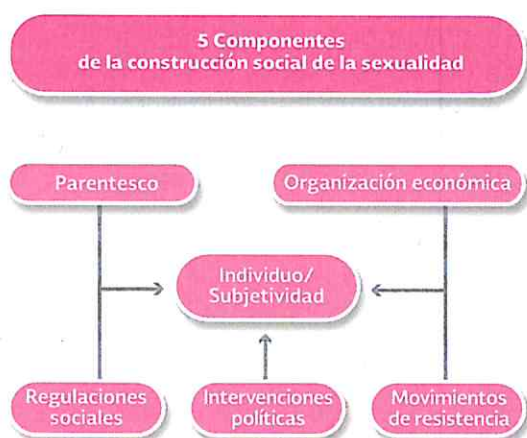 5 Componentes
de la construcción social de la sexualidad
Parentesco
Organización económica
Individuo/
Subjetividad
Regulaciones
sociales
Intervenciones
políticas
Movimientos
de resistencia